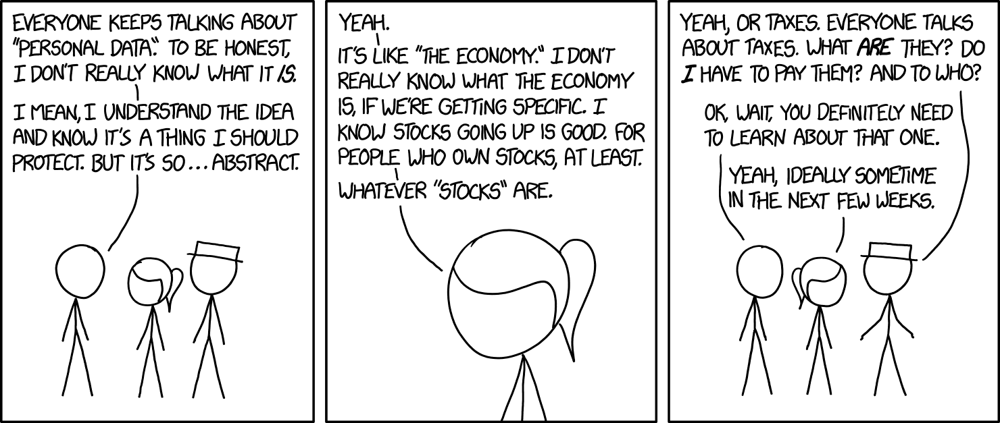 EVERYONE KEEPS TALKING ABOUT
"PERSONAL DATA." TO BE HONEST,
I DON'T REALLY KNOW WHAT IT IS.
I MEAN, I UNDERSTAND THE IDEA
AND KNOW IT'S A THING I SHOULD
PROTECT. BUT IT'S SO... ABSTRACT.
YEAH.
IT'S LIKE "THE ECONOMY." I DON'T
REALLY KNOW WHAT THE ECONOMY
IS, IF WE'RE GETTING SPECIFIC. I
KNOW STOCKS GOING UP IS GOOD. FOR
PEOPLE WHO OWN STOCKS, AT LEAST.
WHATEVER "STOCKS" ARE.
YEAH, OR TAXES. EVERYONE TALKS
ABOUT TAXES. WHAT ARE THEY? DO
I HAVE TO PAY THEM? AND TO WHO?
OK, WAIT, YOU DEFINITELY NEED
TO LEARN ABOUT THAT ONE.
YEAH, IDEALLY SOMETIME
IN THE NEXT FEW WEEKS.